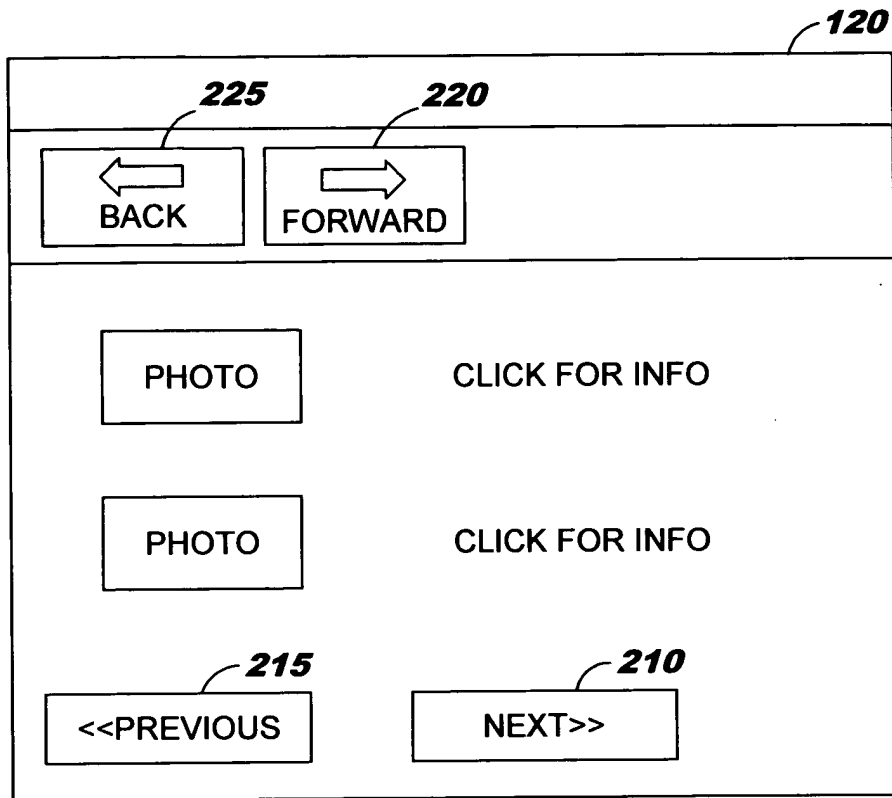 120
225 220
BACK FORWARD
PHOTO CLICK FOR INFO
PHOTO CLICK FOR INFO
215 210
<<PREVIOUS NEXT>>